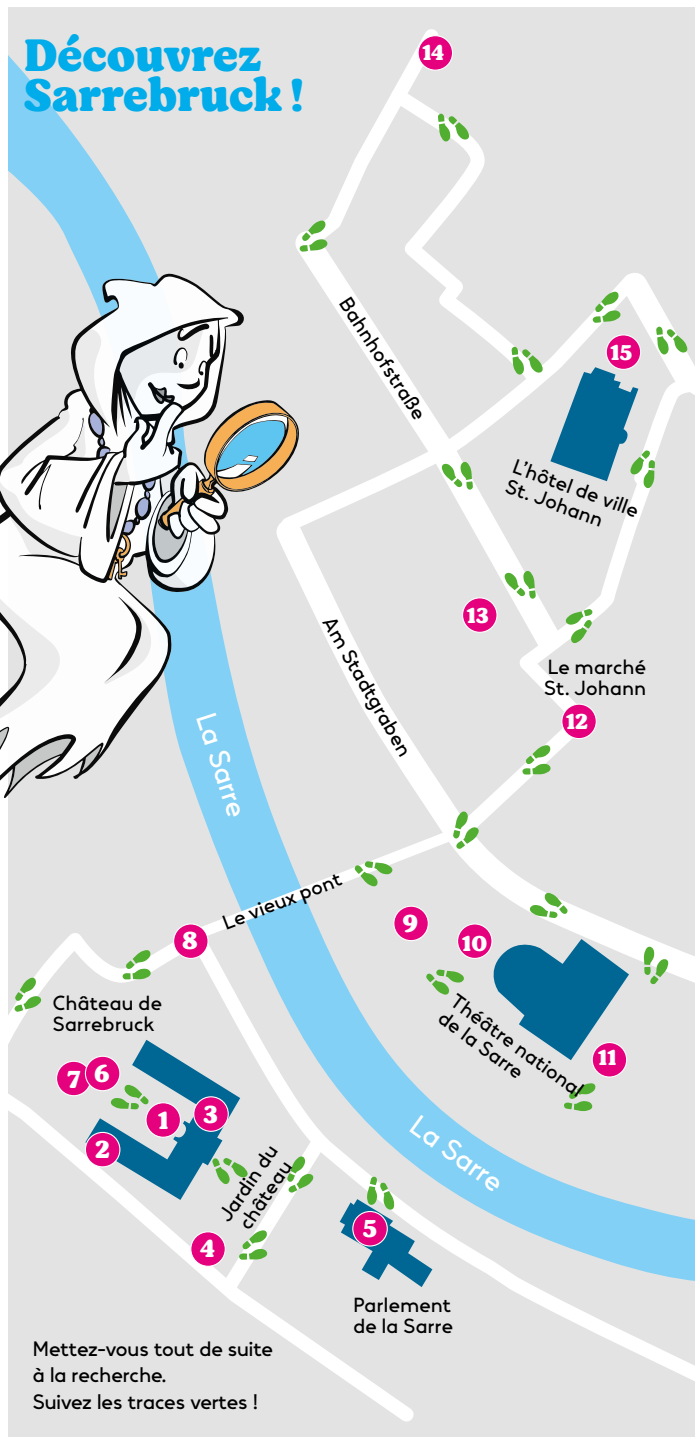 Découvrez
Sarrebruck !
14
Bahnhofstraße
15
L'hôtel de ville
St. Johann
13
Am Stadtgraben
Le marché
St. Johann
12
La Sarre
Le vieux pont
8
9
10
Château de
Sarrebruck
Théâtre national
de la Sarre
11
7
6
1
3
2
La Sarre
Jardin du
château
4
5
Parlement
de la Sarre
Mettez-vous tout de suite
à la recherche.
Suivez les traces vertes !